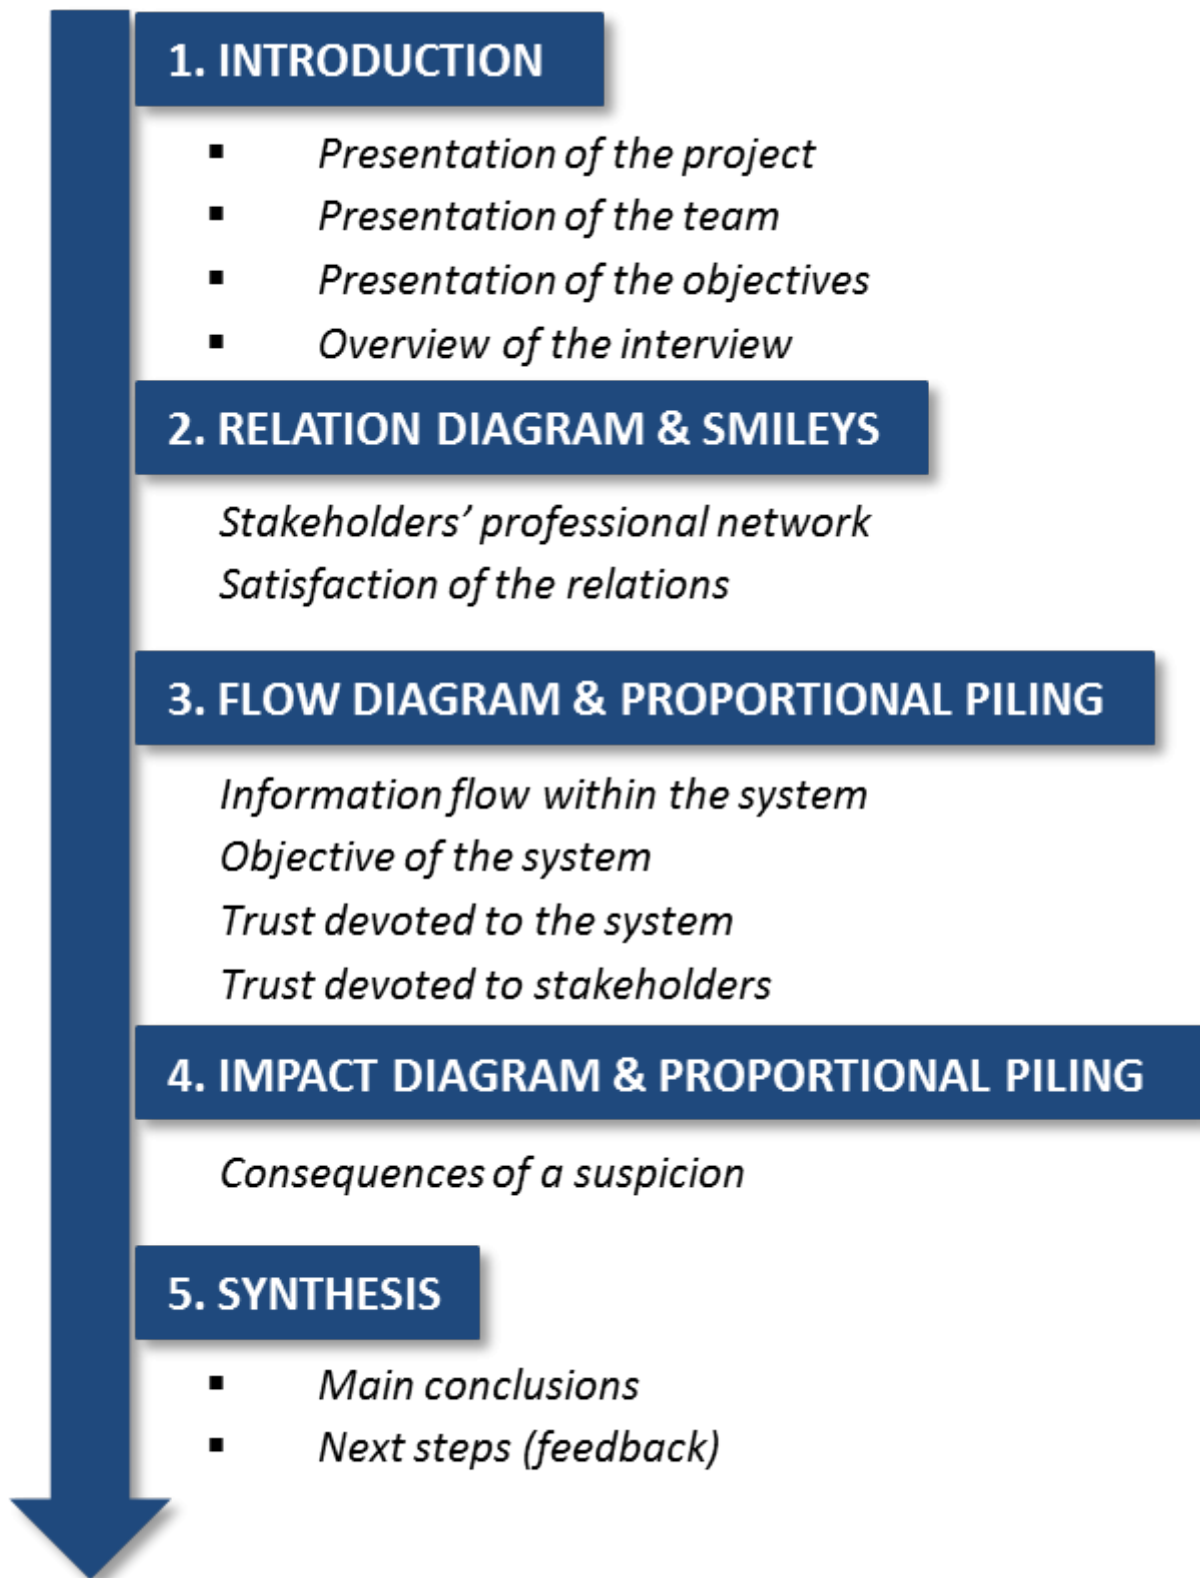 1. INTRODUCTION
▪ Presentation of the project
▪ Presentation of the team
▪ Presentation of the objectives
▪ Overview of the interview
2. RELATION DIAGRAM & SMILEYS
Stakeholders’ professional network
Satisfaction of the relations
3. FLOW DIAGRAM & PROPORTIONAL PILING
Information flow within the system
Objective of the system
Trust devoted to the system
Trust devoted to stakeholders
4. IMPACT DIAGRAM & PROPORTIONAL PILING
Consequences of a suspicion
5. SYNTHESIS
▪ Main conclusions
▪ Next steps (feedback)